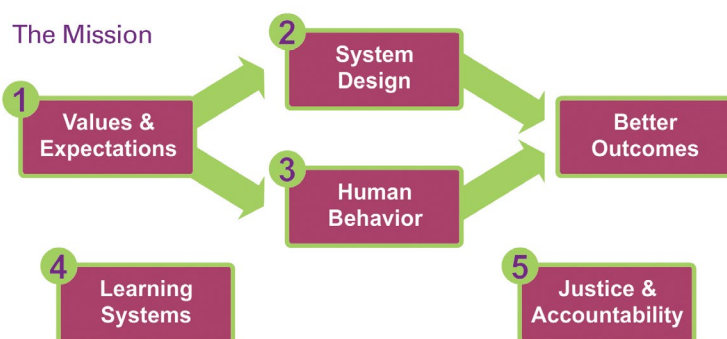 The Mission
1
Values &
Expectations
2
System
Design
3
Human
Behavior
Better
Outcomes
4
Learning
Systems
5
Justice &
Accountability